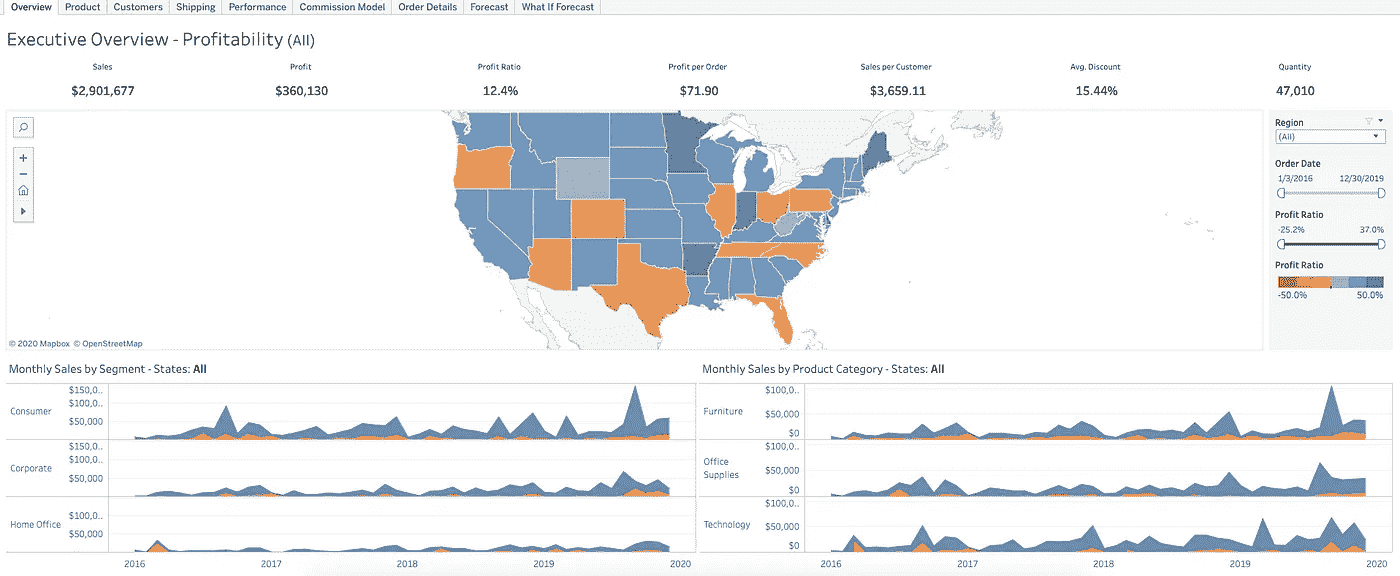 Overview Product Customers Shipping Performance Commission Model Order Details Forecast What If Forecast
Executive Overview - Profitability (All)
Sales Profit Profit Ratio Profit per Order Sales per Customer Avg. Discount Quantity
$2,901,677 $360,130 12.4% $71.90 $3,659.11 15.44% 47,010
Region
(All)
Order Date
1/3/2016 12/30/2019
Profit Ratio
-25.2% 37.0%
Profit Ratio
-50.0% 50.0%
© 2020 Mapbox © OpenStreetMap
Monthly Sales by Segment - States: All
Consumer
$150,0..
$100,0..
$50,000
Corporate
$150,0..
$100,0..
$50,000
Home Office
$100,0..
$50,000
2016 2017 2018 2019 2020
Monthly Sales by Product Category - States: All
Furniture
$100,0..
$50,000
$0
Office
Supplies
$100,0..
$50,000
$0
Technology
$100,0..
$50,000
$0
2016 2017 2018 2019 2020